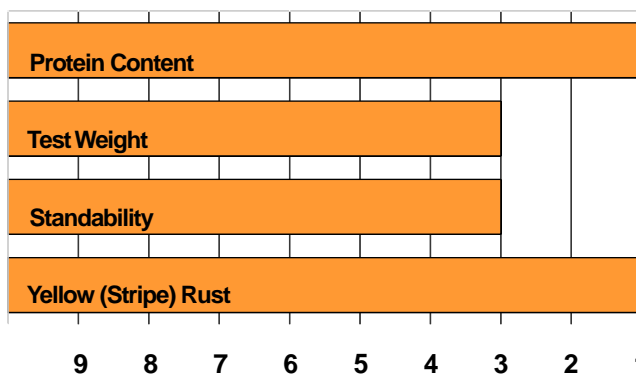 Protein Content
Test Weight
Standability
Yellow (Stripe) Rust
9 8 7 6 5 4 3 2